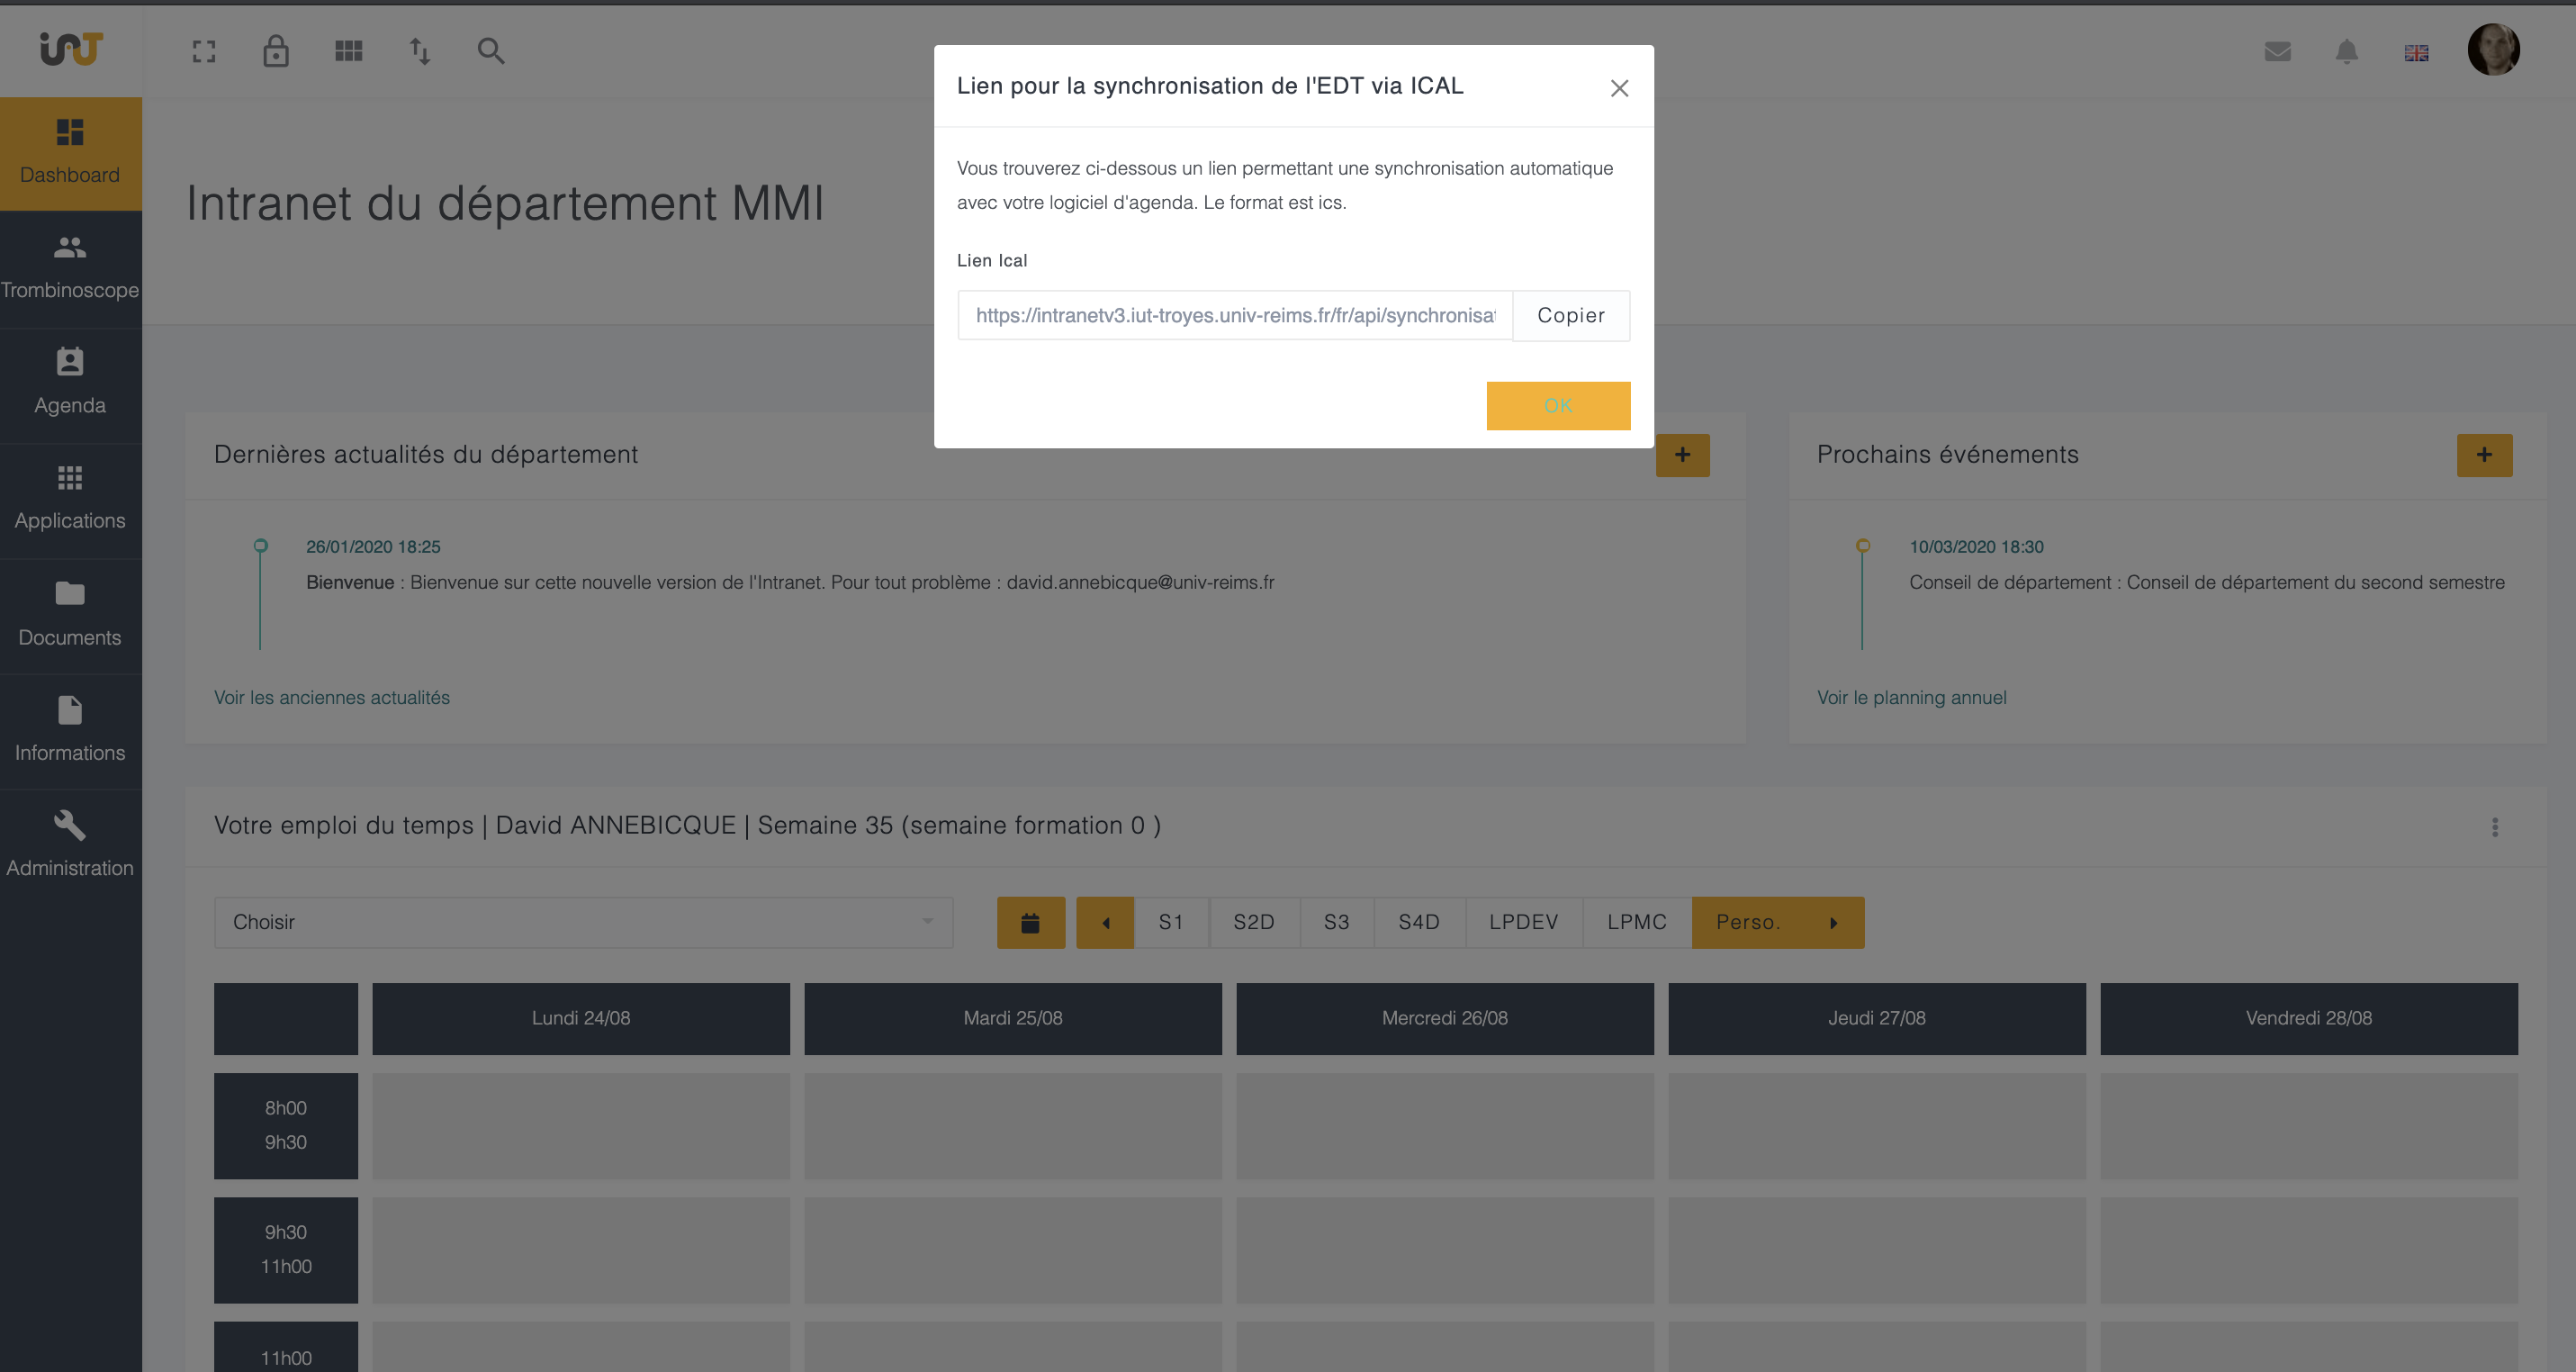 iUT
Dashboard
Trombinoscope
Agenda
Applications
Documents
Informations
Administration
Intranet du département MMI
Lien pour la synchronisation de l'EDT via ICAL
Vous trouverez ci-dessous un lien permettant une synchronisation automatique
avec votre logiciel d'agenda. Le format est ics.
Lien Ical
https://intranetv3.iut-troyes.univ-reims.fr/fr/api/synchronisat
Copier
OK
Dernières actualités du département
+
26/01/2020 18:25
Bienvenue : Bienvenue sur cette nouvelle version de l'Intranet. Pour tout problème : david.annebicque@univ-reims.fr
Voir les anciennes actualités
Prochains événements
+
10/03/2020 18:30
Conseil de département : Conseil de département du second semestre
Voir le planning annuel
Votre emploi du temps | David ANNEBICQUE | Semaine 35 (semaine formation 0 )
Choisir
S1 S2D S3 S4D LPDEV LPMC Perso.
Lundi 24/08 Mardi 25/08 Mercredi 26/08 Jeudi 27/08 Vendredi 28/08
8h00
9h30
9h30
11h00
11h00